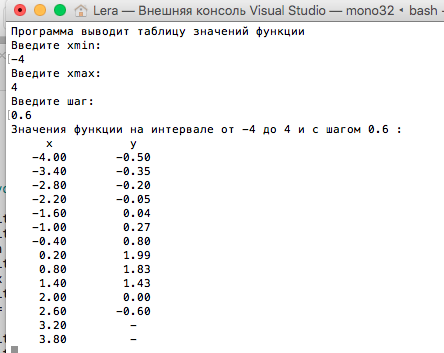 Lera — Внешняя консоль Visual Studio — mono32 ◂ bash -
Программа выводит таблицу значений функции
Введите xmin:
-4
Введите xmax:
4
Введите шаг:
0.6
Значения функции на интервале от -4 до 4 и с шагом 0.6 :
x y
-4.00 -0.50
-3.40 -0.35
-2.80 -0.20
-2.20 -0.05
-1.60 0.04
-1.00 0.27
-0.40 0.80
0.20 1.99
0.80 1.83
1.40 1.43
2.00 0.00
2.60 -0.60
3.20 -
3.80 -